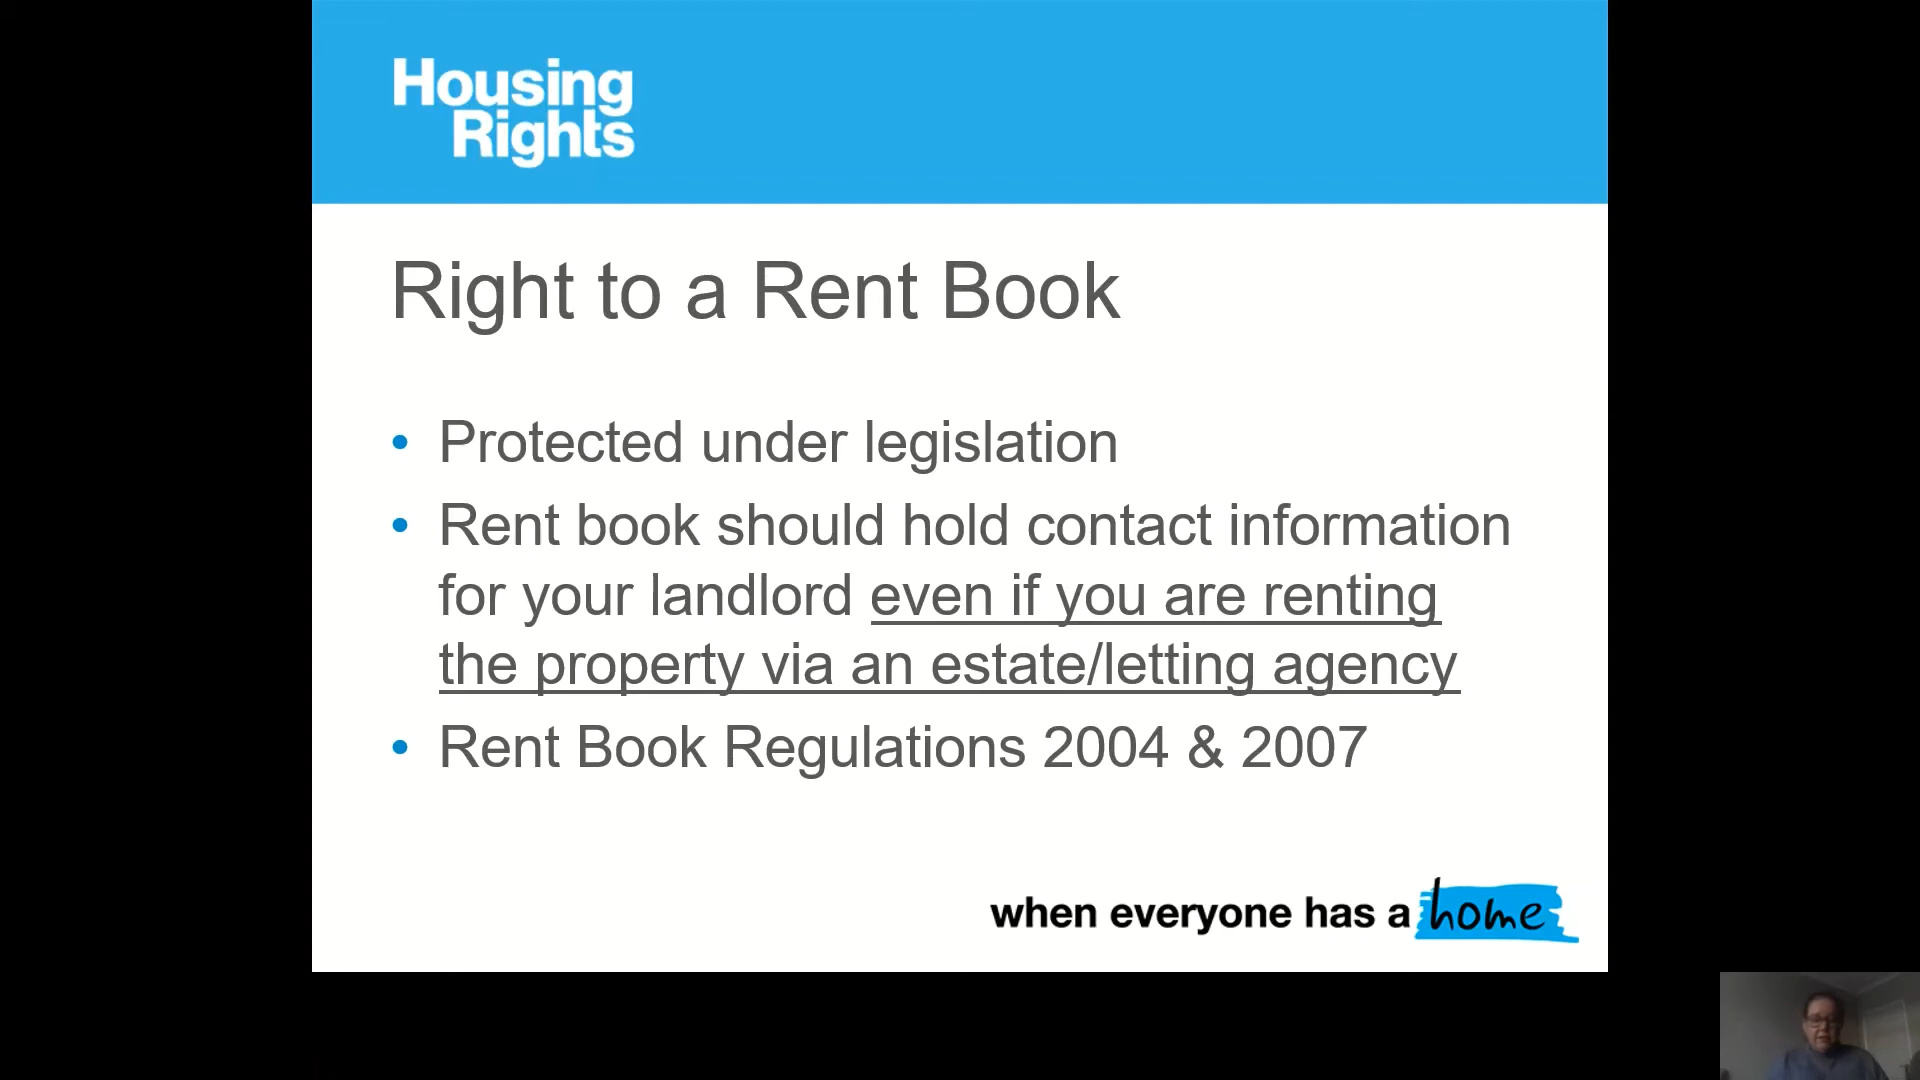 Housing
Rights
Right to a Rent Book
• Protected under legislation
• Rent book should hold contact information
for your landlord even if you are renting
the property via an estate/letting agency
• Rent Book Regulations 2004 & 2007
when everyone has a home